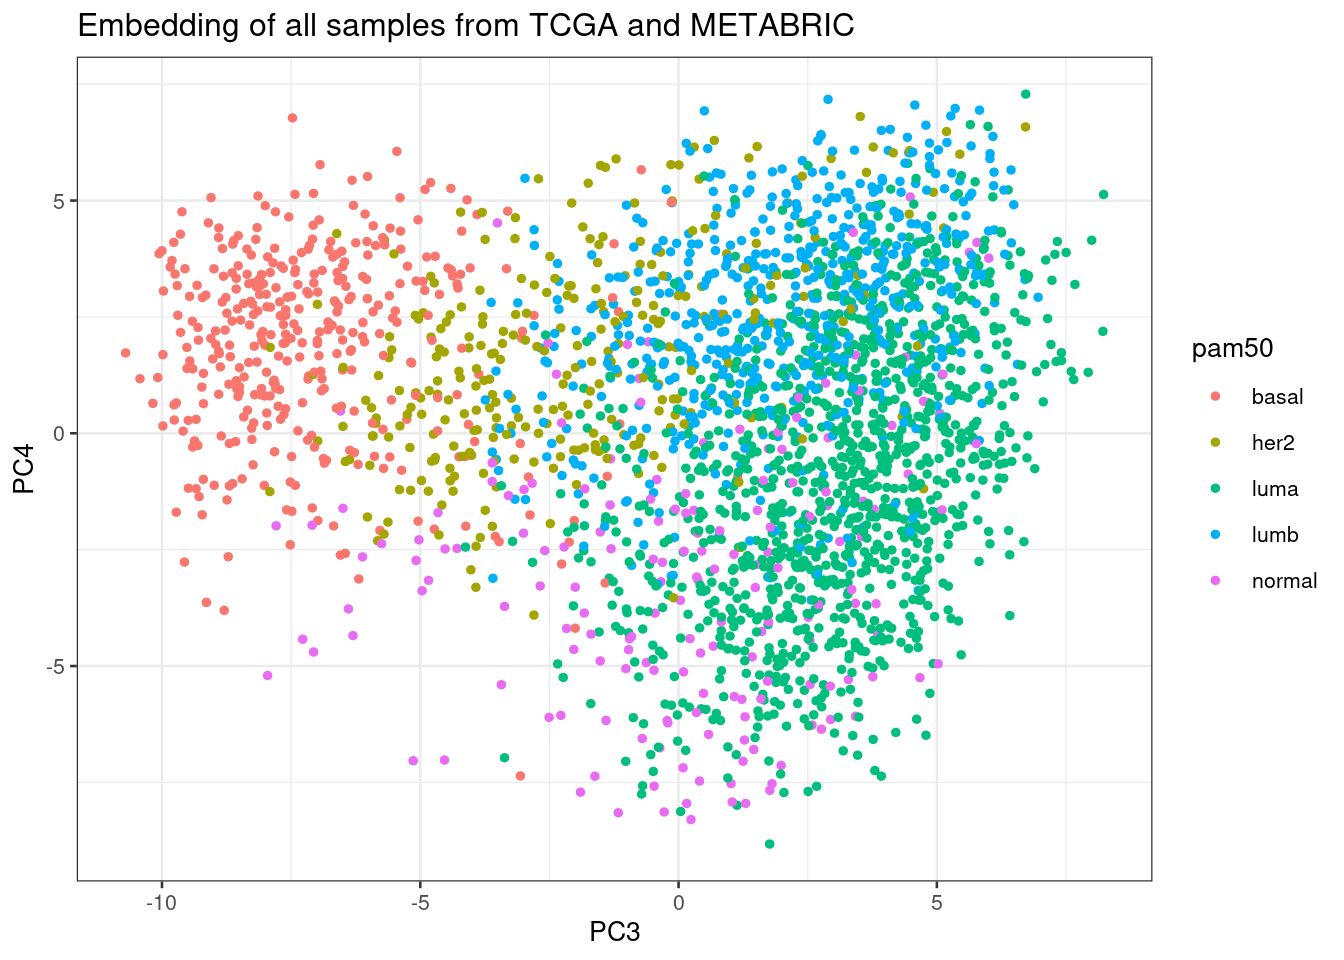 Embedding of all samples from TCGA and METABRIC
5
0
-5
PC4
-10
-5
0
5
PC3
pam50
basal
her2
luma
lumb
normal